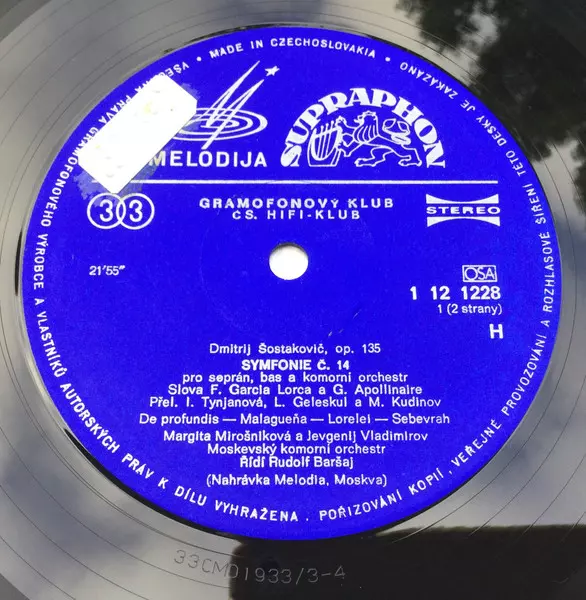 VŠECHNA PRÁVA GRAMOFONOVÉHO VÝROBCE A VLASTNÍKŮ AUTORSKÝCH PRÁV K DÍLU VYHRAŽENA. POŘIZOVÁNÍ KOPIÍ, VEŘEJNÉ PROVOZOVÁNÍ A ROZHLASOVÉ ŠÍŘENÍ TÉTO DESKY JE ZAKÁZÁNO
• MADE IN CZECHOSLOVAKIA •
MELODIJA
SUPRAPHON
33
GRAMOFONOVÝ KLUB
ČS. HIFI-KLUB
STEREO
21'55"
OSA
1 12 1228
1 (2 strany)
H
Dmitrij Šostakovič, op. 135
SYMFONIE Č. 14
pro seprán, bas a komorní orchestr
Slova F. Garcia Lorca a G. Apollinaire
Přel. I. Tynjanová, L. Geleskul a M. Kudinov
De profundis — Malagueña — Lorelei — Sebevrah
Margita Mirošniková a Jevgenij Vladimirov
Moskevský komorní orchestr
Řídí Rudolf Baršaj
(Nahrávka Melodia, Moskva)
33CM01933/3-4